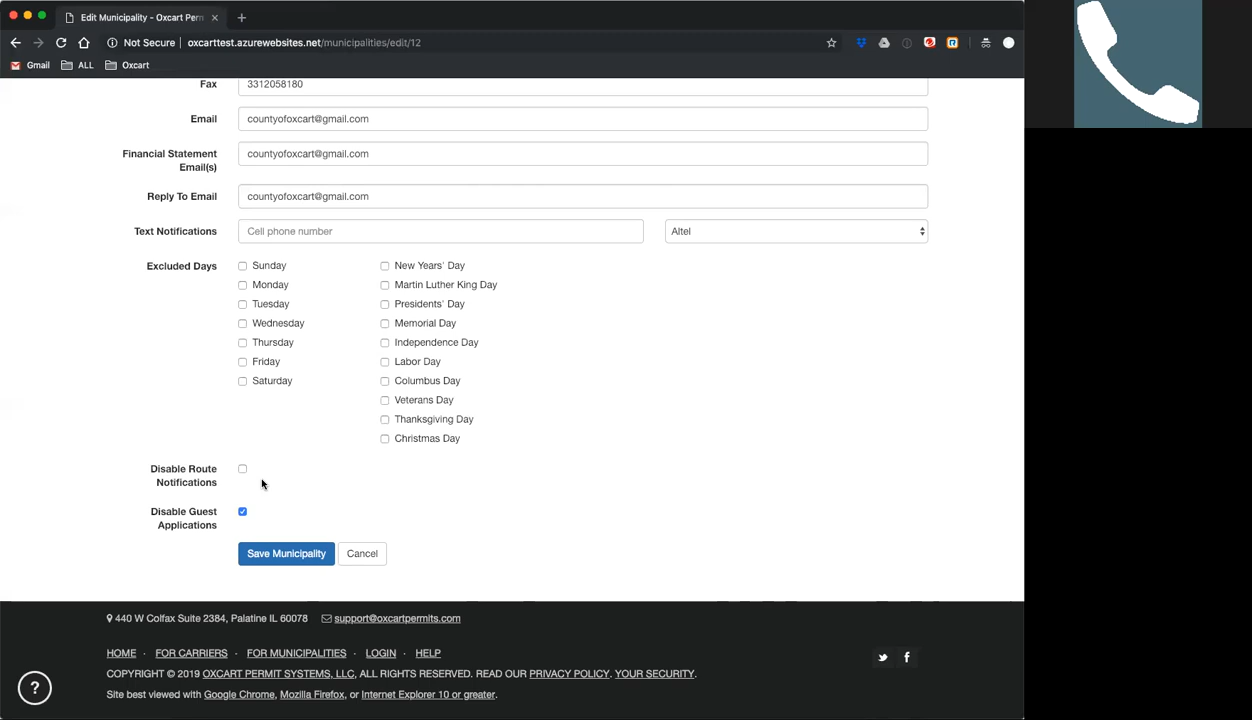 Edit Municipality - Oxcart Perm
Not Secure oxcarttest.azurewebsites.net/municipalities/edit/12
Gmail ALL Oxcart
Fax 3312058180
Email countyofoxcart@gmail.com
Financial Statement
Email(s) countyofoxcart@gmail.com
Reply To Email countyofoxcart@gmail.com
Text Notifications Cell phone number Altel
Excluded Days Sunday New Years' Day
Monday Martin Luther King Day
Tuesday Presidents' Day
Wednesday Memorial Day
Thursday Independence Day
Friday Labor Day
Saturday Columbus Day
Veterans Day
Thanksgiving Day
Christmas Day
Disable Route
Notifications
Disable Guest
Applications
Save Municipality Cancel
440 W Colfax Suite 2384, Palatine IL 60078 support@oxcartpermits.com
HOME · FOR CARRIERS · FOR MUNICIPALITIES · LOGIN · HELP
COPYRIGHT © 2019 OXCART PERMIT SYSTEMS, LLC, ALL RIGHTS RESERVED. READ OUR PRIVACY POLICY. YOUR SECURITY.
Site best viewed with Google Chrome, Mozilla Firefox, or Internet Explorer 10 or greater.
?